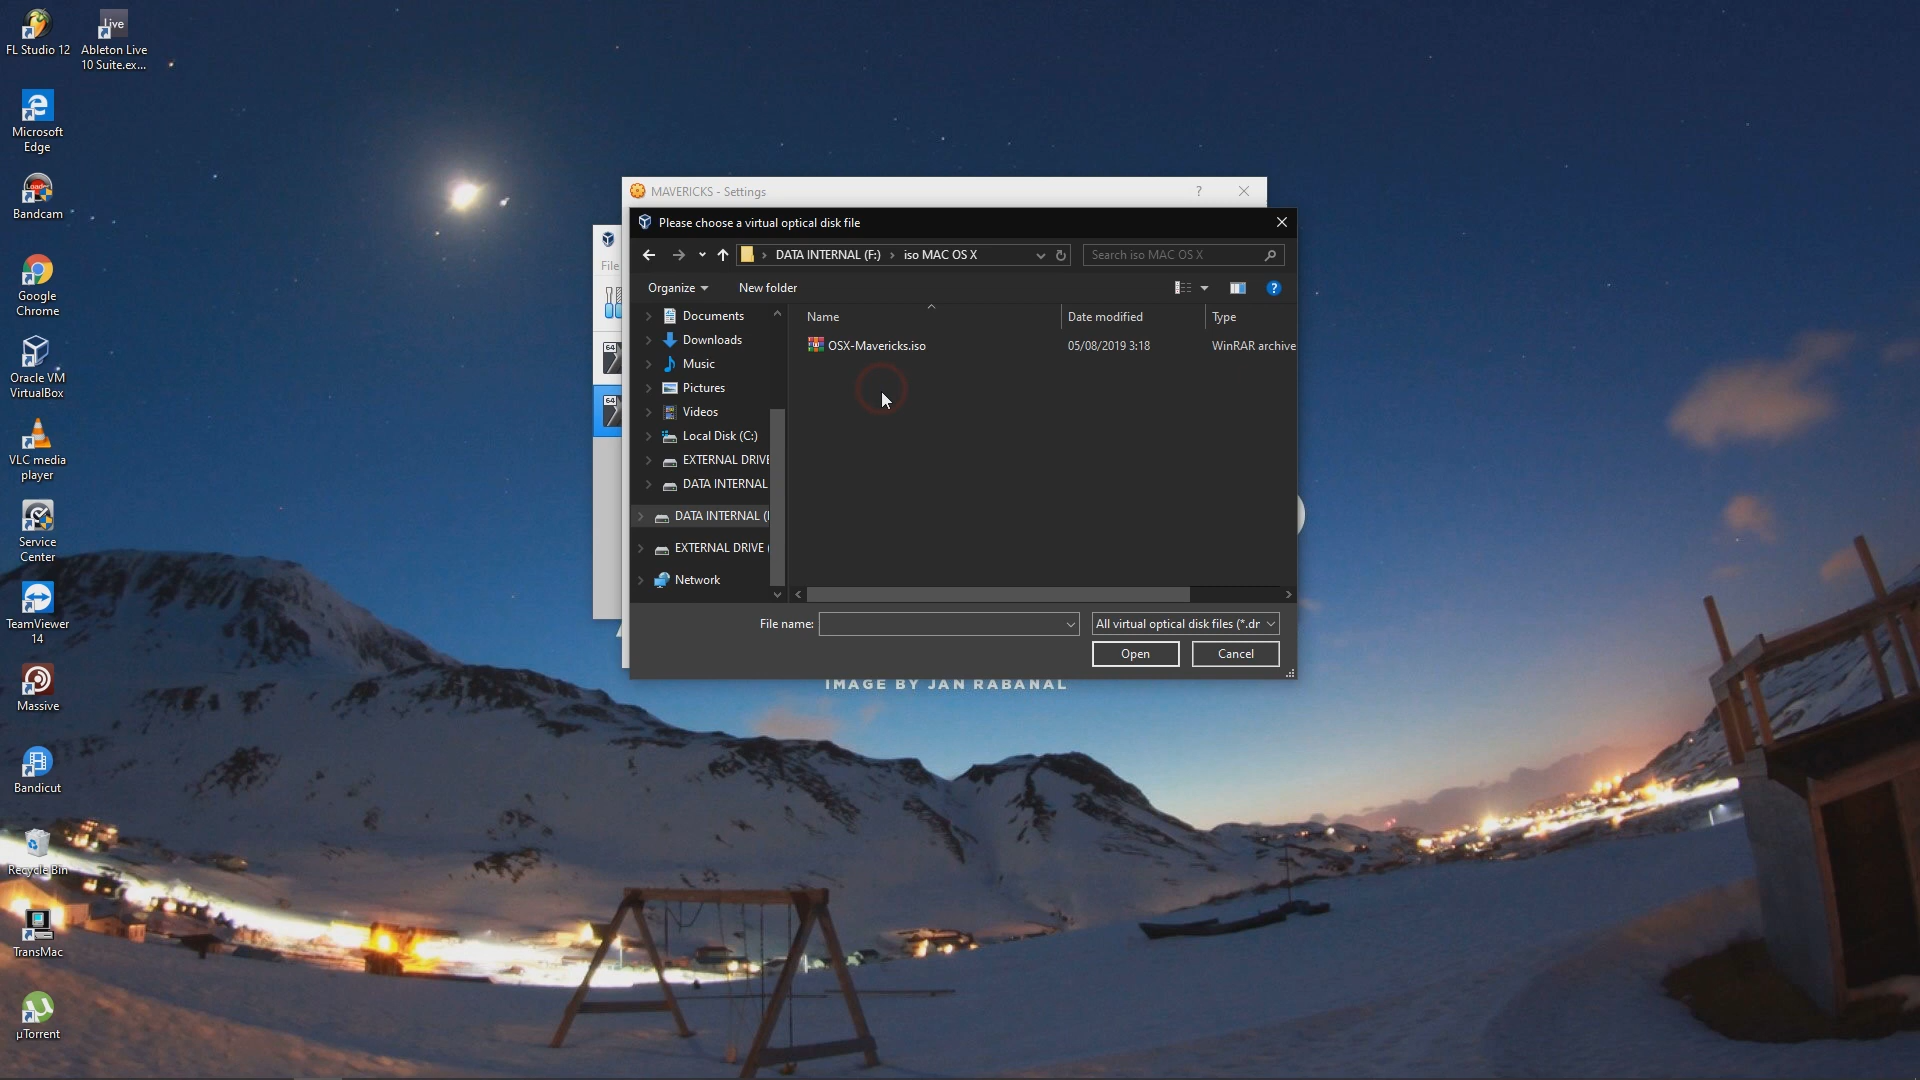 FL Studio 12
Live
Ableton Live
10 Suite.ex...
Microsoft
Edge
Bandcam
Google
Chrome
Oracle VM
VirtualBox
VLC media
player
Service
Center
TeamViewer
14
Massive
Bandicut
Recycle Bin
TransMac
µTorrent
MAVERICKS - Settings
?
File
64
64
Please choose a virtual optical disk file
DATA INTERNAL (F:) › iso MAC OS X
Search iso MAC OS X
Organize
New folder
?
Documents
Downloads
Music
Pictures
Videos
Local Disk (C:)
EXTERNAL DRIVE
DATA INTERNAL
DATA INTERNAL (
EXTERNAL DRIVE (
Network
Name
Date modified
Type
OSX-Mavericks.iso
05/08/2019 3:18
WinRAR archive
File name:
All virtual optical disk files (*.dr
Open
Cancel
IMAGE BY JAN RABANAL